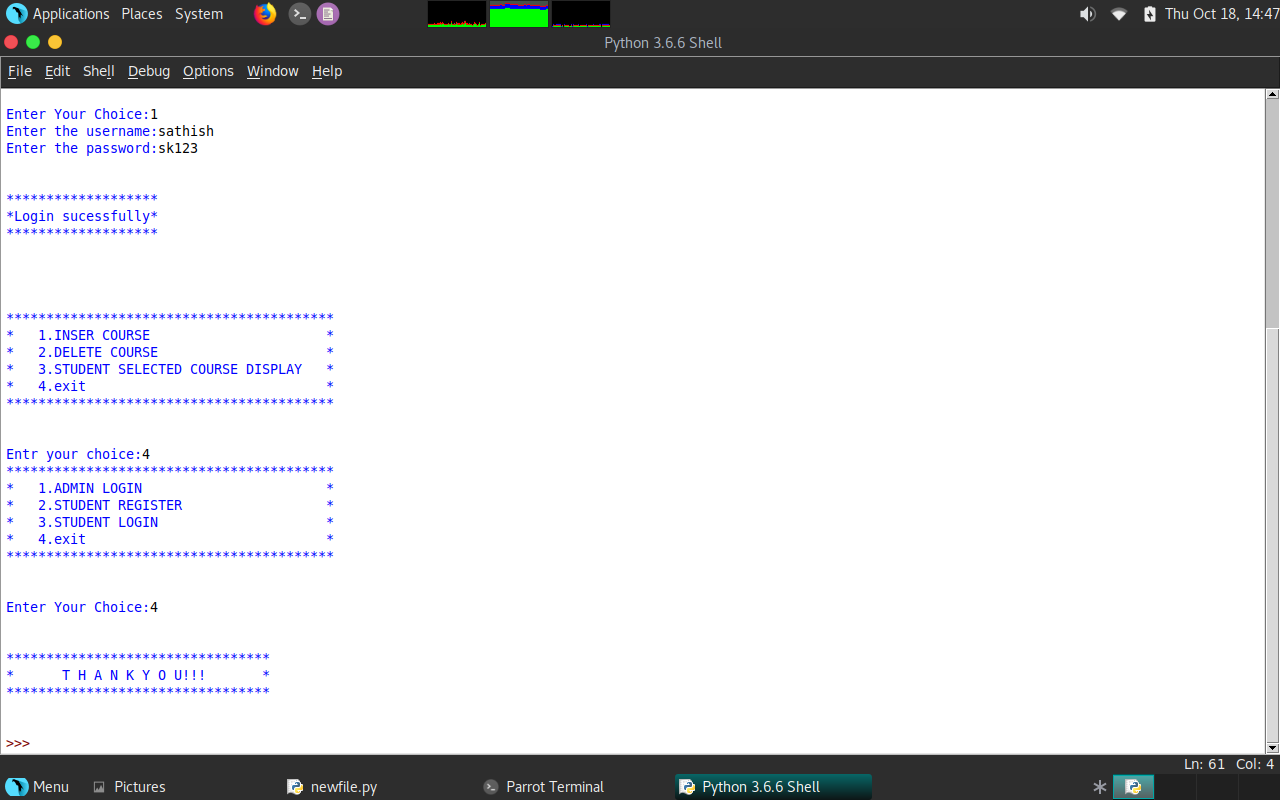 Applications Places System Thu Oct 18, 14:47
Python 3.6.6 Shell
File Edit Shell Debug Options Window Help
Enter Your Choice:1
Enter the username:sathish
Enter the password:sk123
*******************
*Login sucessfully*
*******************
*****************************************
*   1.INSER COURSE                      *
*   2.DELETE COURSE                     *
*   3.STUDENT SELECTED COURSE DISPLAY   *
*   4.exit                              *
*****************************************
Entr your choice:4
*****************************************
*   1.ADMIN LOGIN                       *
*   2.STUDENT REGISTER                  *
*   3.STUDENT LOGIN                     *
*   4.exit                              *
*****************************************
Enter Your Choice:4
*********************************
*      T H A N K Y O U!!!       *
*********************************
>>>
Ln: 61 Col: 4
Menu Pictures newfile.py Parrot Terminal Python 3.6.6 Shell